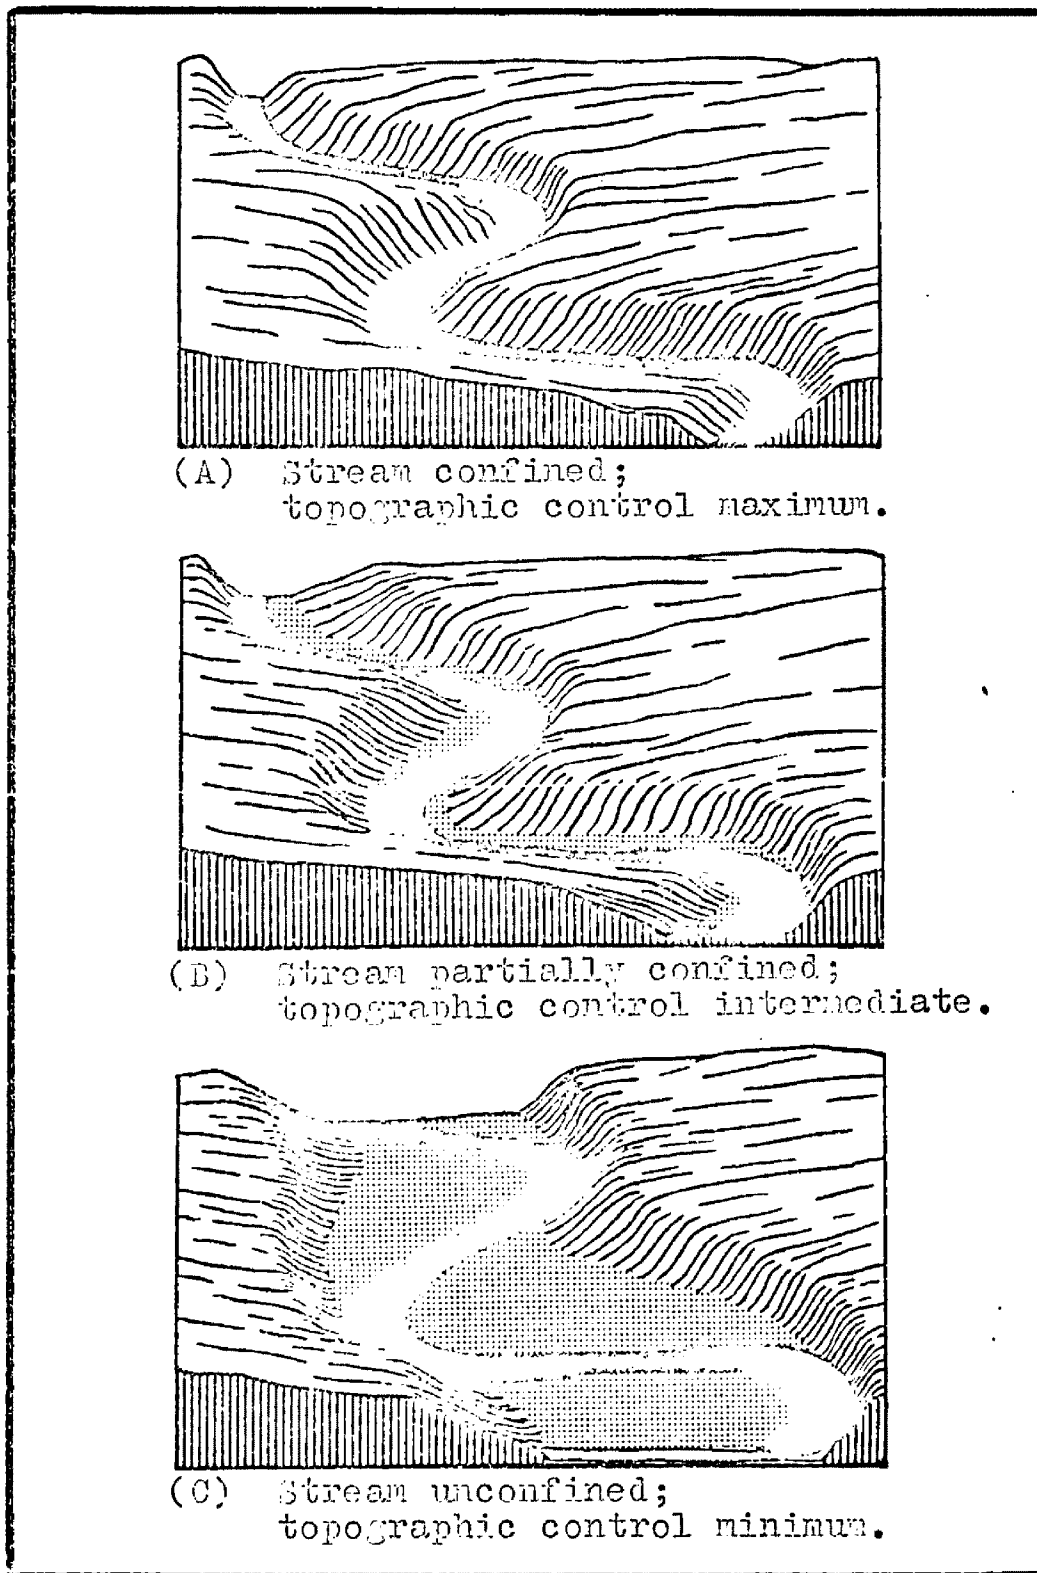 (A) Stream confined;
topographic control maximum.
(B) Stream partially confined;
topographic control intermediate.
(C) Stream unconfined;
topographic control minimum.